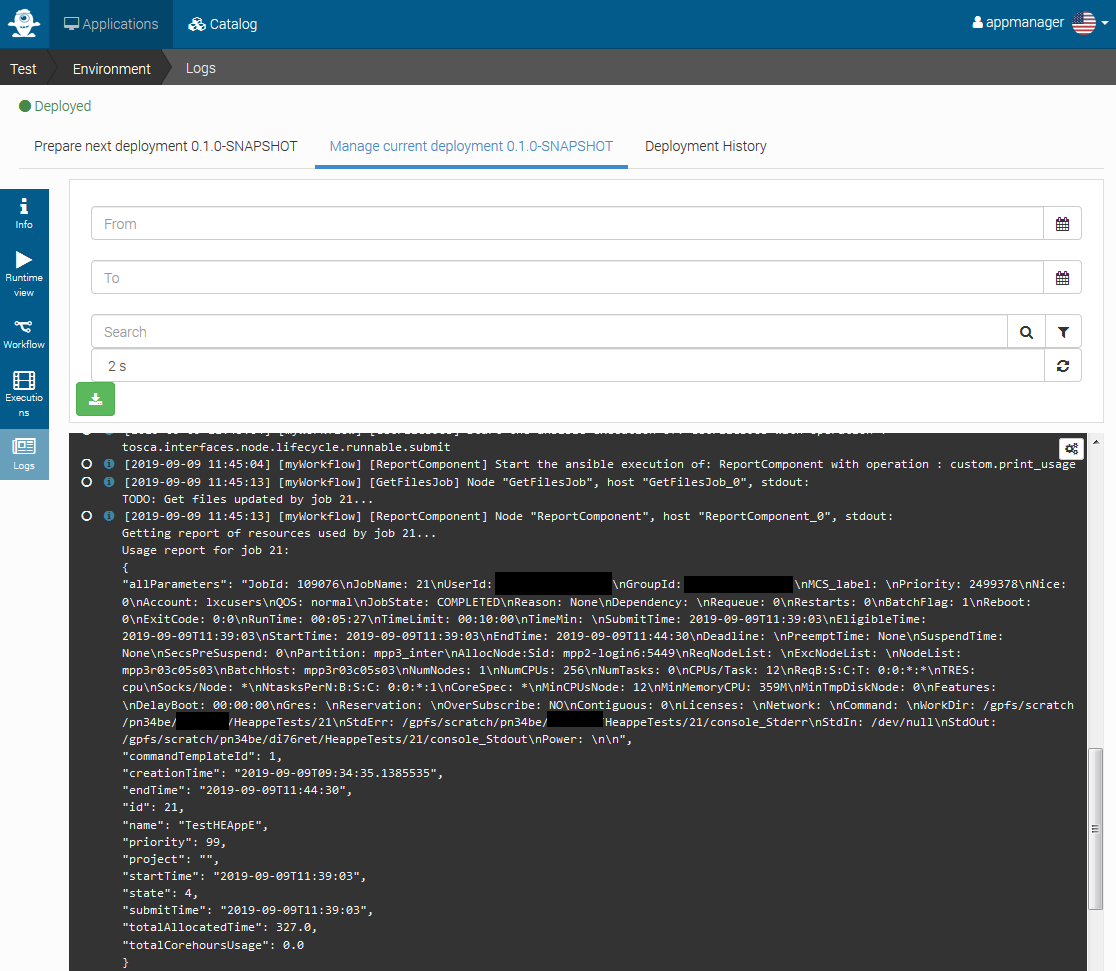 Applications
Catalog
appmanager
Test
Environment
Logs
Deployed
Prepare next deployment 0.1.0-SNAPSHOT
Manage current deployment 0.1.0-SNAPSHOT
Deployment History
Info
Runtime
view
Workflow
Executio
ns
Logs
From
To
Search
2 s
tosca.interfaces.node.lifecycle.runnable.submit
[2019-09-09 11:45:04] [myWorkflow] [ReportComponent] Start the ansible execution of: ReportComponent with operation : custom.print_usage
[2019-09-09 11:45:13] [myWorkflow] [GetFilesJob] Node "GetFilesJob", host "GetFilesJob_0", stdout:
TODO: Get files updated by job 21...
[2019-09-09 11:45:13] [myWorkflow] [ReportComponent] Node "ReportComponent", host "ReportComponent_0", stdout:
Getting report of resources used by job 21...
Usage report for job 21:
{
"allParameters": "JobId: 109076\nJobName: 21\nUserId: \nGroupId: \nMCS_label: \nPriority: 2499378\nNice:
0\nAccount: lxcusers\nQOS: normal\nJobState: COMPLETED\nReason: None\nDependency: \nRequeue: 0\nRestarts: 0\nBatchFlag: 1\nReboot:
0\nExitCode: 0:0\nRunTime: 00:05:27\nTimeLimit: 00:10:00\nTimeMin: \nSubmitTime: 2019-09-09T11:39:03\nEligibleTime:
2019-09-09T11:39:03\nStartTime: 2019-09-09T11:39:03\nEndTime: 2019-09-09T11:44:30\nDeadline: \nPreemptTime: None\nSuspendTime:
None\nSecsPreSuspend: 0\nPartition: mpp3_inter\nAllocNode:Sid: mpp2-login6:5449\nReqNodeList: \nExcNodeList: \nNodeList:
mpp3r03c05s03\nBatchHost: mpp3r03c05s03\nNumNodes: 1\nNumCPUs: 256\nNumTasks: 0\nCPUs/Task: 12\nReqB:S:C:T: 0:0:*:*\nTRES:
cpu\nSocks/Node: *\nNtasksPerN:B:S:C: 0:0:*:1\nCoreSpec: *\nMinCPUsNode: 12\nMinMemoryCPU: 359M\nMinTmpDiskNode: 0\nFeatures:
\nDelayBoot: 00:00:00\nGres: \nReservation: \nOverSubscribe: NO\nContiguous: 0\nLicenses: \nNetwork: \nCommand: \nWorkDir: /gpfs/scratch
/pn34be/ /HeappeTests/21\nStdErr: /gpfs/scratch/pn34be/ HeappeTests/21/console_Stderr\nStdIn: /dev/null\nStdOut:
/gpfs/scratch/pn34be/di76ret/HeappeTests/21/console_Stdout\nPower: \n\n",
"commandTemplateId": 1,
"creationTime": "2019-09-09T09:34:35.1385535",
"endTime": "2019-09-09T11:44:30",
"id": 21,
"name": "TestHEAppE",
"priority": 99,
"project": "",
"startTime": "2019-09-09T11:39:03",
"state": 4,
"submitTime": "2019-09-09T11:39:03",
"totalAllocatedTime": 327.0,
"totalCorehoursUsage": 0.0
}